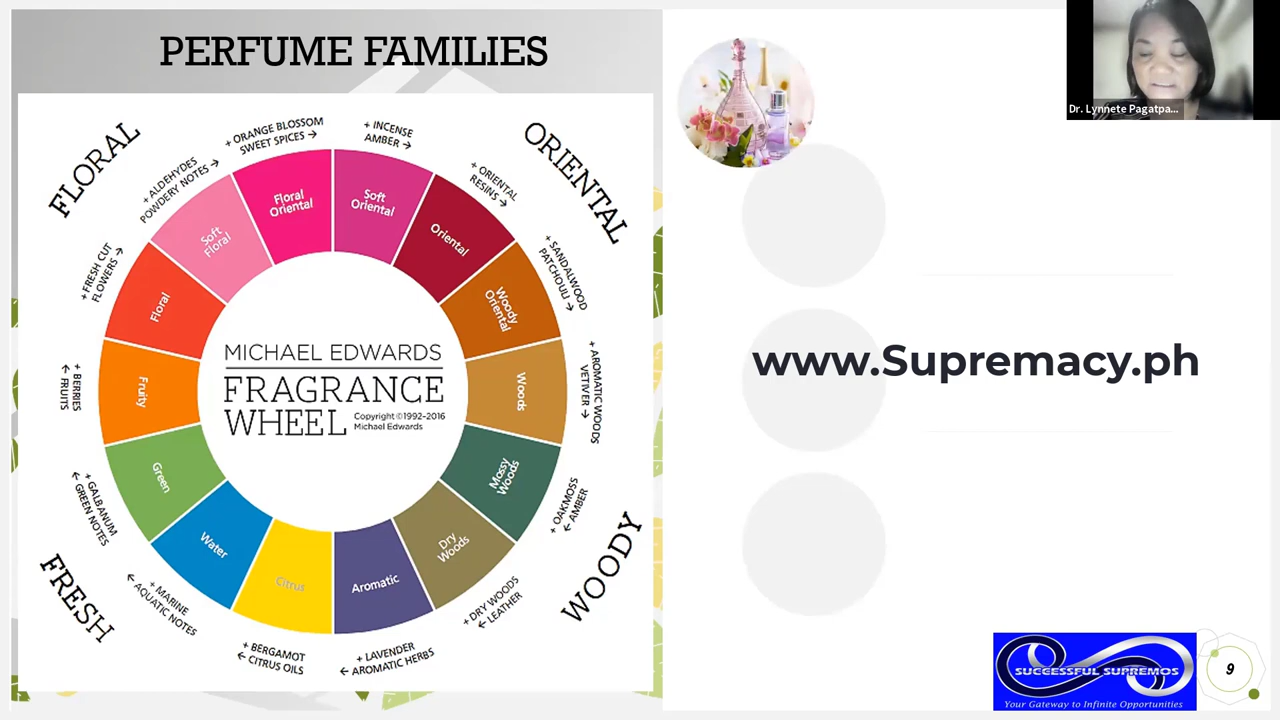 PERFUME FAMILIES
FLORAL
ORIENTAL
+ ORANGE BLOSSOM
SWEET SPICES →
+ INCENSE
AMBER →
+ ALDEHYDES
POWDERY NOTES →
+ ORIENTAL
RESINS →
+ FRESH CUT
FLOWERS →
+ SANDALWOOD
PATCHOULI →
+ BERRIES
← FRUITS
+ AROMATIC WOODS
VETIVER →
+ GALBANUM
← GREEN NOTES
+ OAKMOSS
← AMBER
+ MARINE
← AQUATIC NOTES
+ DRY WOODS
← LEATHER
+ BERGAMOT
← CITRUS OILS
+ LAVENDER
← AROMATIC HERBS
FRESH
WOODY
Floral
Oriental
Soft
Oriental
Oriental
Woody
Oriental
Woods
Mossy
Woods
Dry
Woods
Aromatic
Citrus
Water
Green
Fruity
Floral
Soft
Floral
MICHAEL EDWARDS
FRAGRANCE
WHEEL
Copyright ©1992-2016
Michael Edwards
www.Supremacy.ph
Dr. Lynnete Pagatpa...
SUCCESSFUL SUPREMOS
Your Gateway to Infinite Opportunities
9